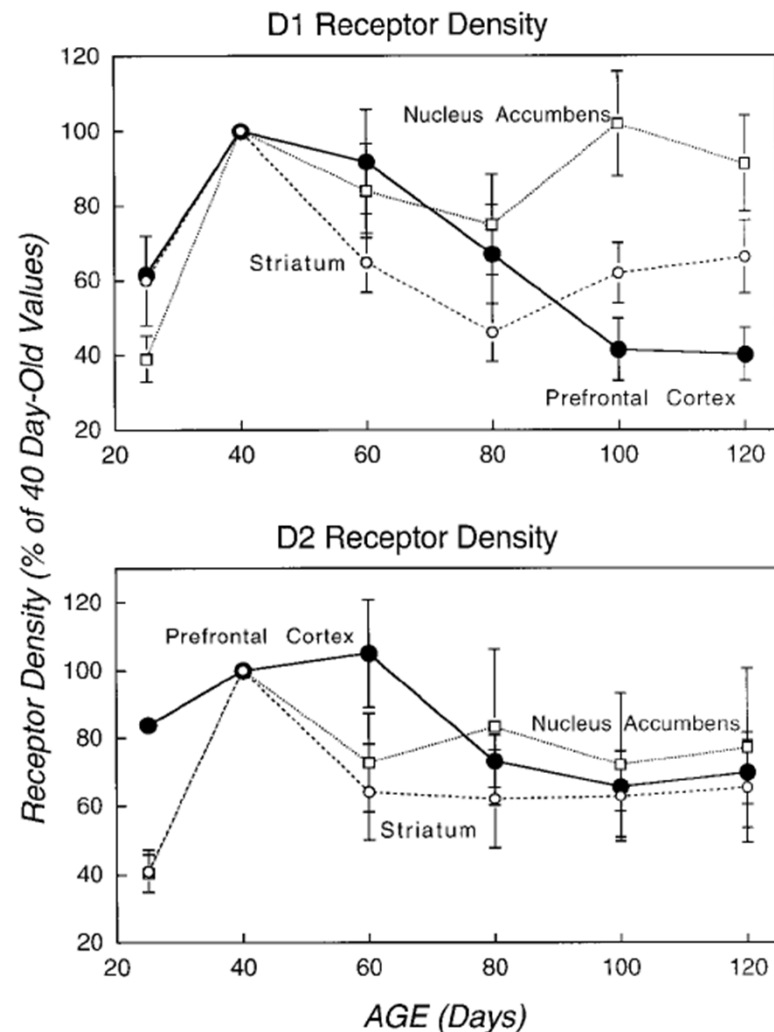 D1 Receptor Density
120
100
80
60
40
20
Nucleus Accumbens
Striatum
Prefrontal Cortex
20 40 60 80 100 120
Receptor Density (% of 40 Day-Old Values)
D2 Receptor Density
120
100
80
60
40
20
Prefrontal Cortex
Nucleus Accumbens
Striatum
20 40 60 80 100 120
AGE (Days)